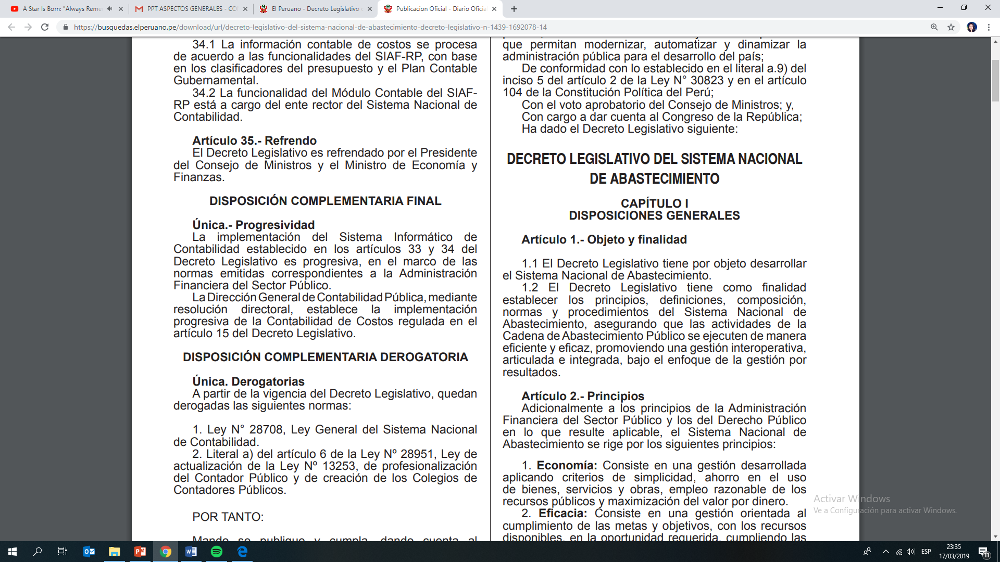 A Star Is Born: "Always Reme
PPT ASPECTOS GENERALES - CO
El Peruano - Decreto Legislativo
Publicacion Oficial - Diario Oficia
https://busquedas.elperuano.pe/download/url/decreto-legislativo-del-sistema-nacional-de-abastecimiento-decreto-legislativo-n-1439-1692078-14
34.1 La información contable de costos se procesa
de acuerdo a las funcionalidades del SIAF-RP, con base
en los clasificadores del presupuesto y el Plan Contable
Gubernamental.
34.2 La funcionalidad del Módulo Contable del SIAF-
RP está a cargo del ente rector del Sistema Nacional de
Contabilidad.
Artículo 35.- Refrendo
El Decreto Legislativo es refrendado por el Presidente
del Consejo de Ministros y el Ministro de Economía y
Finanzas.
DISPOSICIÓN COMPLEMENTARIA FINAL
Única.- Progresividad
La implementación del Sistema Informático de
Contabilidad establecido en los artículos 33 y 34 del
Decreto Legislativo es progresiva, en el marco de las
normas emitidas correspondientes a la Administración
Financiera del Sector Público.
La Dirección General de Contabilidad Pública, mediante
resolución directoral, establece la implementación
progresiva de la Contabilidad de Costos regulada en el
artículo 15 del Decreto Legislativo.
DISPOSICIÓN COMPLEMENTARIA DEROGATORIA
Única. Derogatorias
A partir de la vigencia del Decreto Legislativo, quedan
derogadas las siguientes normas:
1. Ley N° 28708, Ley General del Sistema Nacional
de Contabilidad.
2. Literal a) del artículo 6 de la Ley Nº 28951, Ley de
actualización de la Ley Nº 13253, de profesionalización
del Contador Público y de creación de los Colegios de
Contadores Públicos.
POR TANTO:
Mando se publique y cumpla, dando cuenta al
que permitan modernizar, automatizar y dinamizar la
administración pública para el desarrollo del país;
De conformidad con lo establecido en el literal a.9) del
inciso 5 del artículo 2 de la Ley N° 30823 y en el artículo
104 de la Constitución Política del Perú;
Con el voto aprobatorio del Consejo de Ministros; y,
Con cargo a dar cuenta al Congreso de la República;
Ha dado el Decreto Legislativo siguiente:
DECRETO LEGISLATIVO DEL SISTEMA NACIONAL
DE ABASTECIMIENTO
CAPÍTULO I
DISPOSICIONES GENERALES
Artículo 1.- Objeto y finalidad
1.1 El Decreto Legislativo tiene por objeto desarrollar
el Sistema Nacional de Abastecimiento.
1.2 El Decreto Legislativo tiene como finalidad
establecer los principios, definiciones, composición,
normas y procedimientos del Sistema Nacional de
Abastecimiento, asegurando que las actividades de la
Cadena de Abastecimiento Público se ejecuten de manera
eficiente y eficaz, promoviendo una gestión interoperativa,
articulada e integrada, bajo el enfoque de la gestión por
resultados.
Artículo 2.- Principios
Adicionalmente a los principios de la Administración
Financiera del Sector Público y los del Derecho Público
en lo que resulte aplicable, el Sistema Nacional de
Abastecimiento se rige por los siguientes principios:
1. Economía: Consiste en una gestión desarrollada
aplicando criterios de simplicidad, ahorro en el uso
de bienes, servicios y obras, empleo razonable de los
recursos públicos y maximización del valor por dinero.
2. Eficacia: Consiste en una gestión orientada al
cumplimiento de las metas y objetivos, con los recursos
disponibles, en la oportunidad requerida, cumpliendo las
Activar Windows
Ve a Configuración para activar Windows.
ESP
23:35
17/03/2019
11